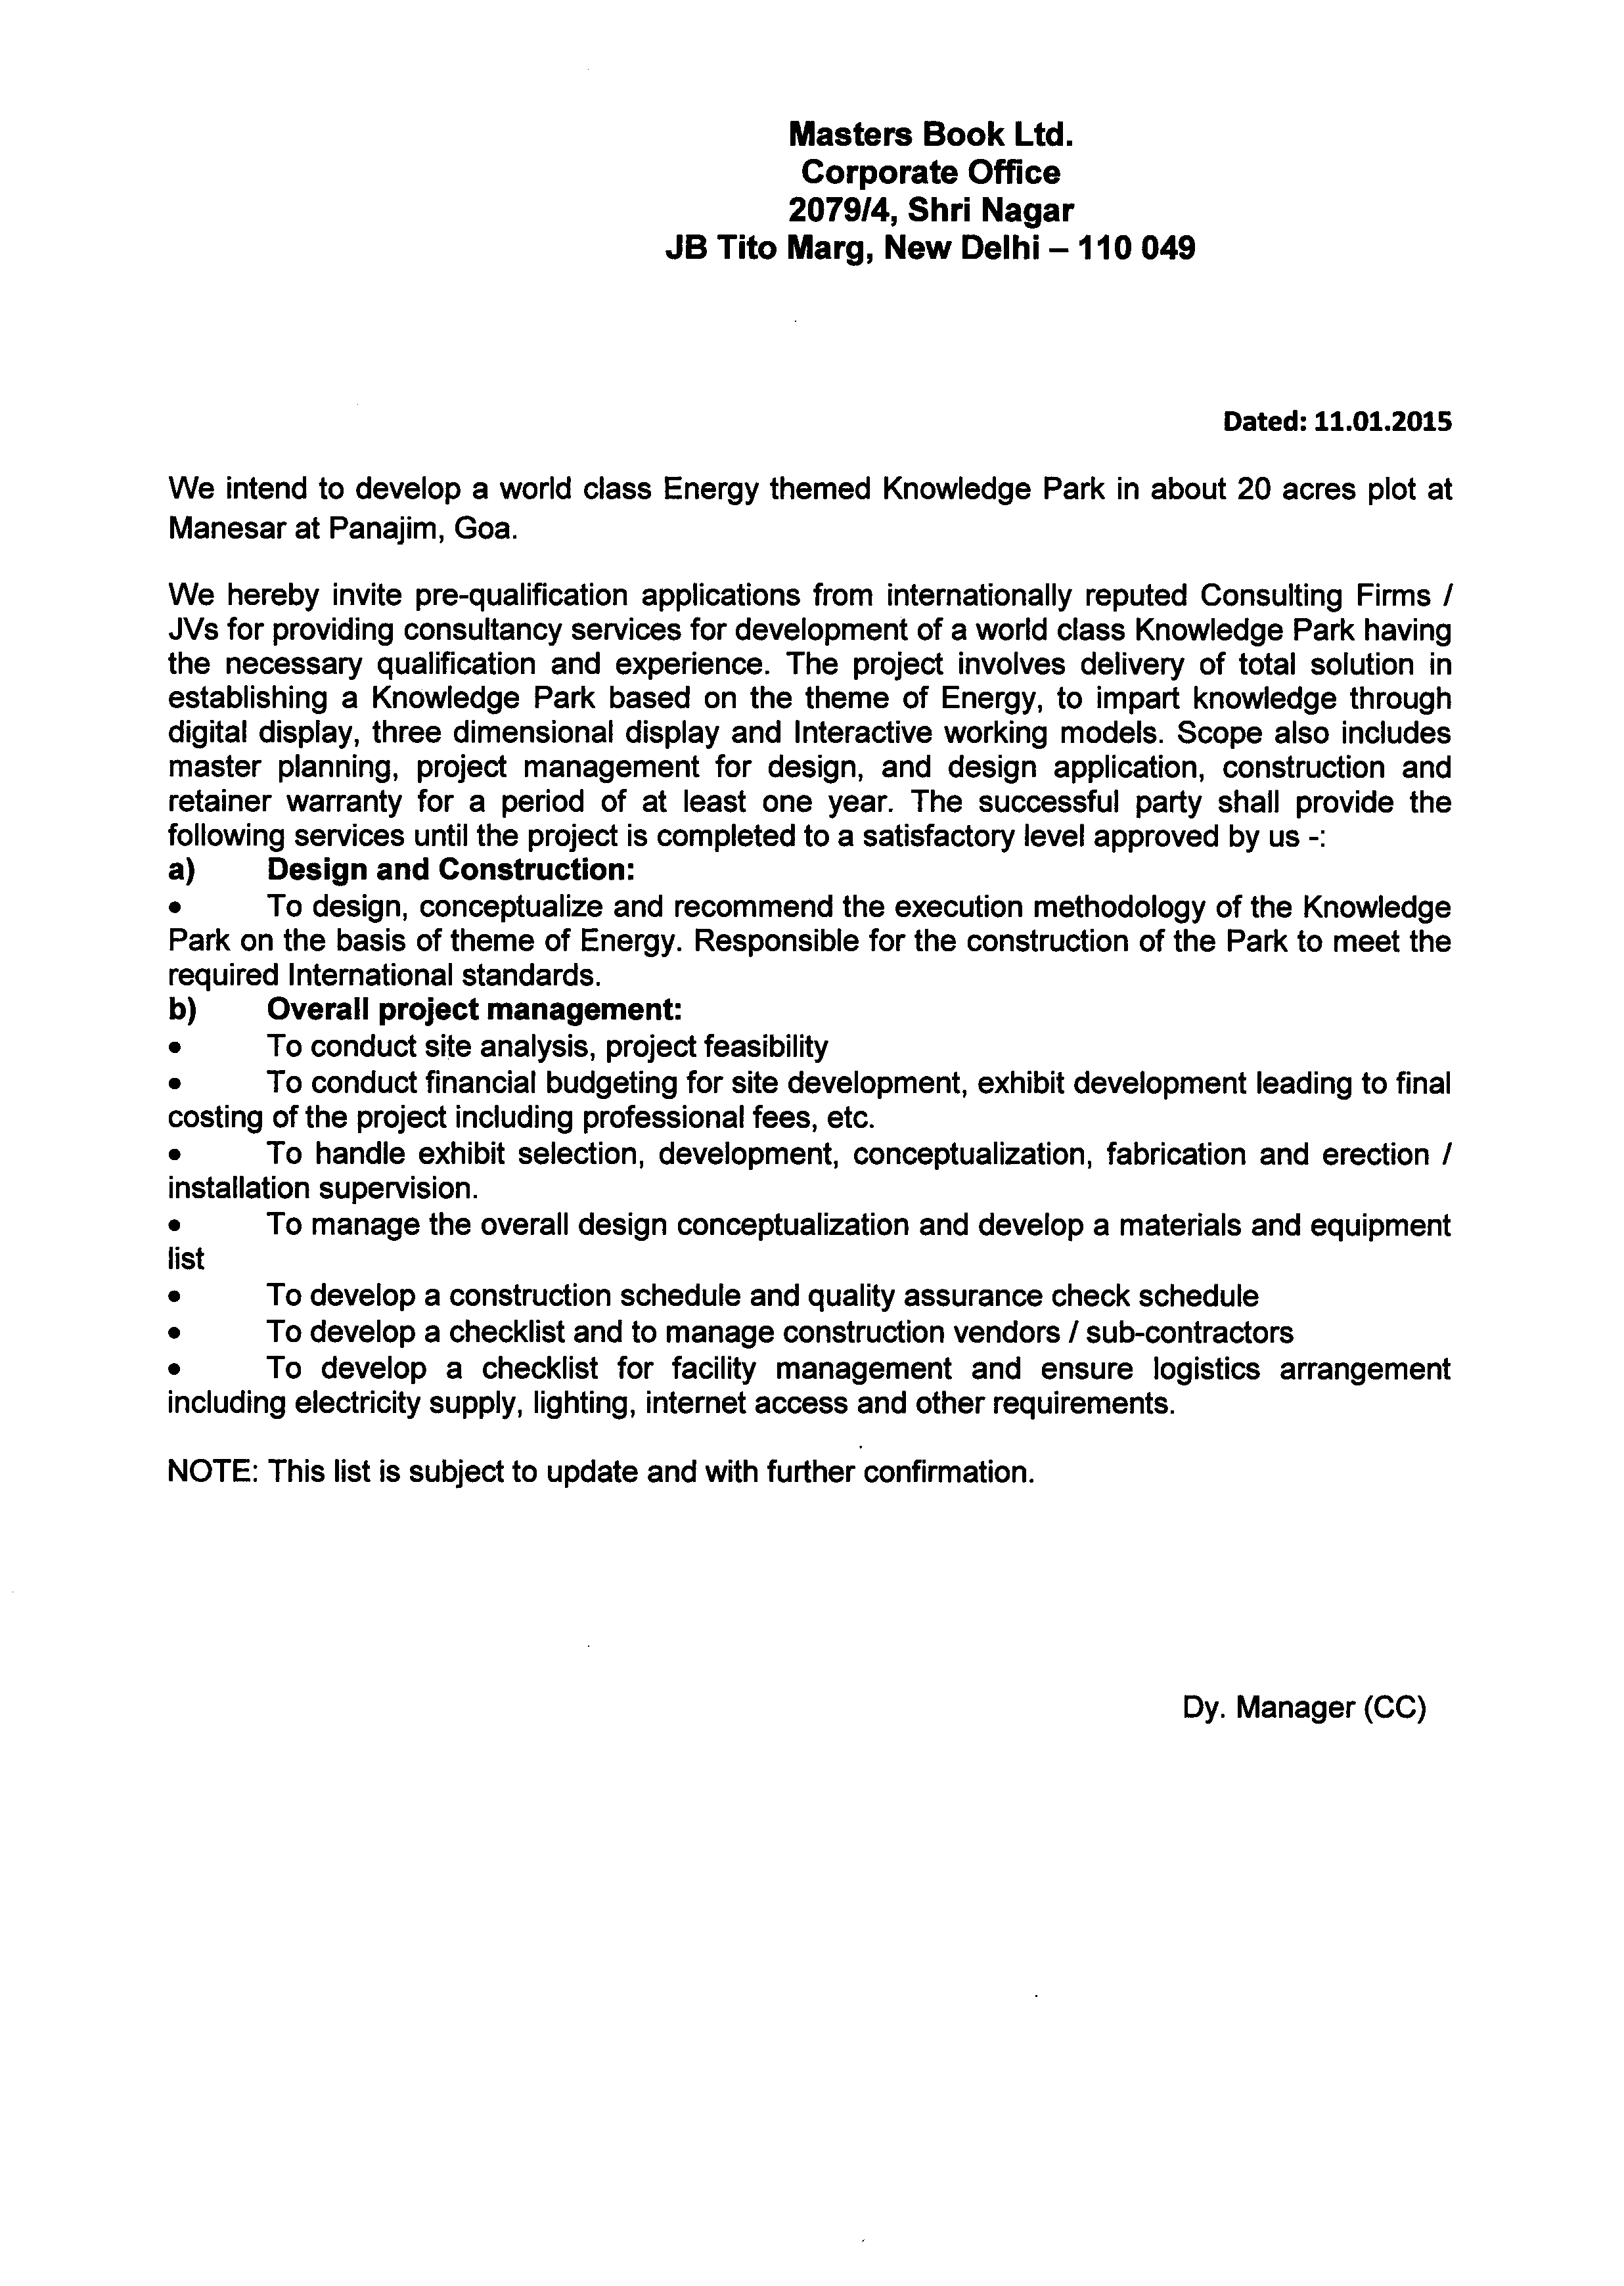 Masters Book Ltd.
Corporate Office
2079/4, Shri Nagar
JB Tito Marg, New Delhi – 110 049
Dated: 11.01.2015
We intend to develop a world class Energy themed Knowledge Park in about 20 acres plot at
Manesar at Panajim, Goa.
We hereby invite pre-qualification applications from internationally reputed Consulting Firms /
JVs for providing consultancy services for development of a world class Knowledge Park having
the necessary qualification and experience. The project involves delivery of total solution in
establishing a Knowledge Park based on the theme of Energy, to impart knowledge through
digital display, three dimensional display and Interactive working models. Scope also includes
master planning, project management for design, and design application, construction and
retainer warranty for a period of at least one year. The successful party shall provide the
following services until the project is completed to a satisfactory level approved by us -:
a) Design and Construction:
• To design, conceptualize and recommend the execution methodology of the Knowledge
Park on the basis of theme of Energy. Responsible for the construction of the Park to meet the
required International standards.
b) Overall project management:
• To conduct site analysis, project feasibility
• To conduct financial budgeting for site development, exhibit development leading to final
costing of the project including professional fees, etc.
• To handle exhibit selection, development, conceptualization, fabrication and erection /
installation supervision.
• To manage the overall design conceptualization and develop a materials and equipment
list
• To develop a construction schedule and quality assurance check schedule
• To develop a checklist and to manage construction vendors / sub-contractors
• To develop a checklist for facility management and ensure logistics arrangement
including electricity supply, lighting, internet access and other requirements.
NOTE: This list is subject to update and with further confirmation.
Dy. Manager (CC)